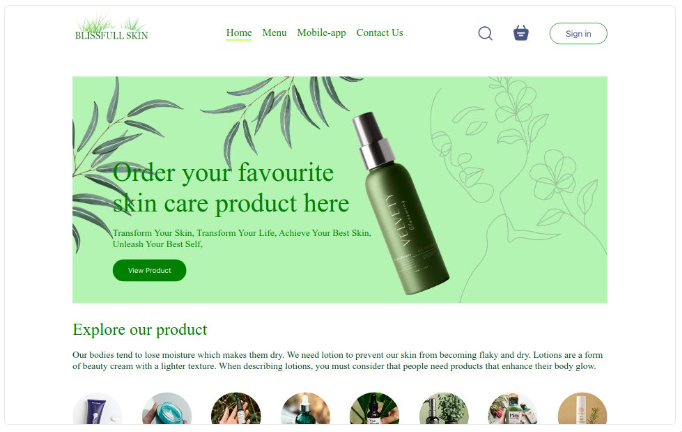 BLISSFULL SKIN
Home Menu Mobile-app Contact Us
Sign in
Order your favourite
skin care product here
Transform Your Skin, Transform Your Life, Achieve Your Best Skin,
Unleash Your Best Self,
View Product
VELVETY
Explore our product
Our bodies tend to lose moisture which makes them dry. We need lotion to prevent our skin from becoming flaky and dry. Lotions are a form
of beauty cream with a lighter texture. When describing lotions, you must consider that people need products that enhance their body glow.